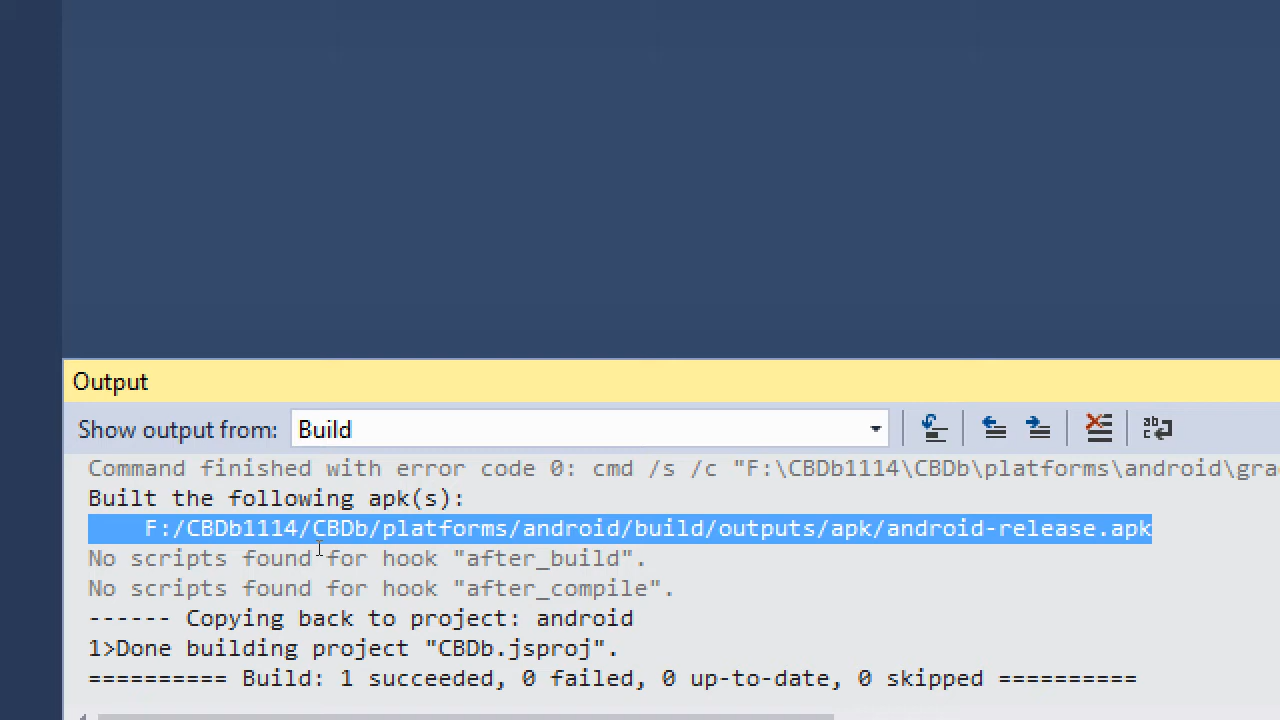 Output
Show output from: Build
Command finished with error code 0: cmd /s /c "F:\CBDb1114\CBDb\platforms\android\gra
Built the following apk(s):
F:/CBDb1114/CBDb/platforms/android/build/outputs/apk/android-release.apk
No scripts found for hook "after_build".
No scripts found for hook "after_compile".
------ Copying back to project: android
1>Done building project "CBDb.jsproj".
========== Build: 1 succeeded, 0 failed, 0 up-to-date, 0 skipped ==========